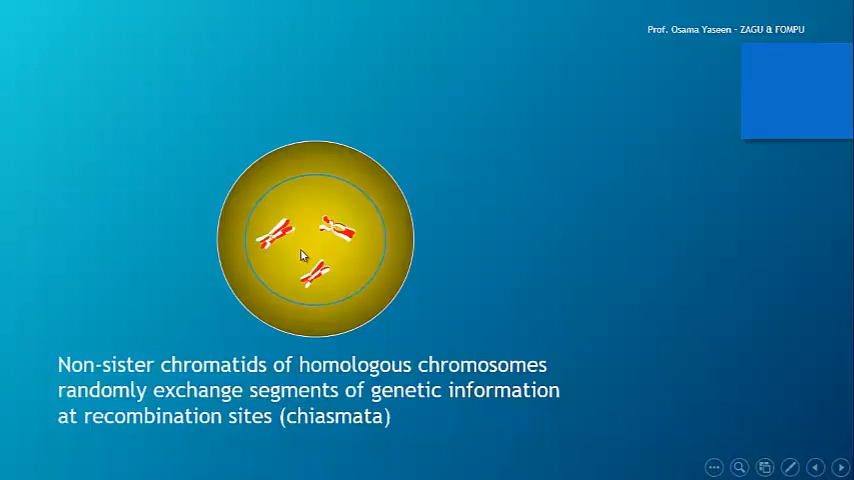 Prof. Osama Yaseen - ZAGU & FOMPU
Non-sister chromatids of homologous chromosomes
randomly exchange segments of genetic information
at recombination sites (chiasmata)